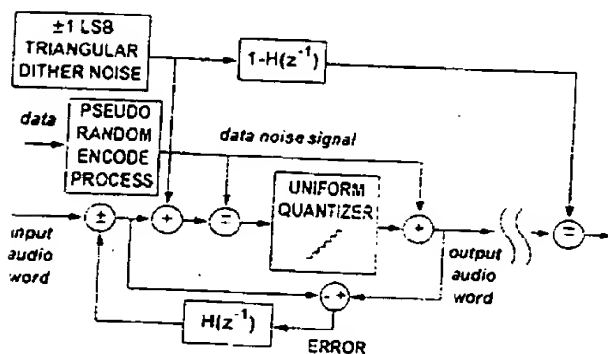 ±1 LSB
TRIANGULAR
DITHER NOISE
1-H(z⁻¹)
data
PSEUDO
RANDOM
ENCODE
PROCESS
data noise signal
UNIFORM
QUANTIZER
±
+
=
+
=
input
audio
word
output
audio
word
- +
H(z⁻¹)
ERROR